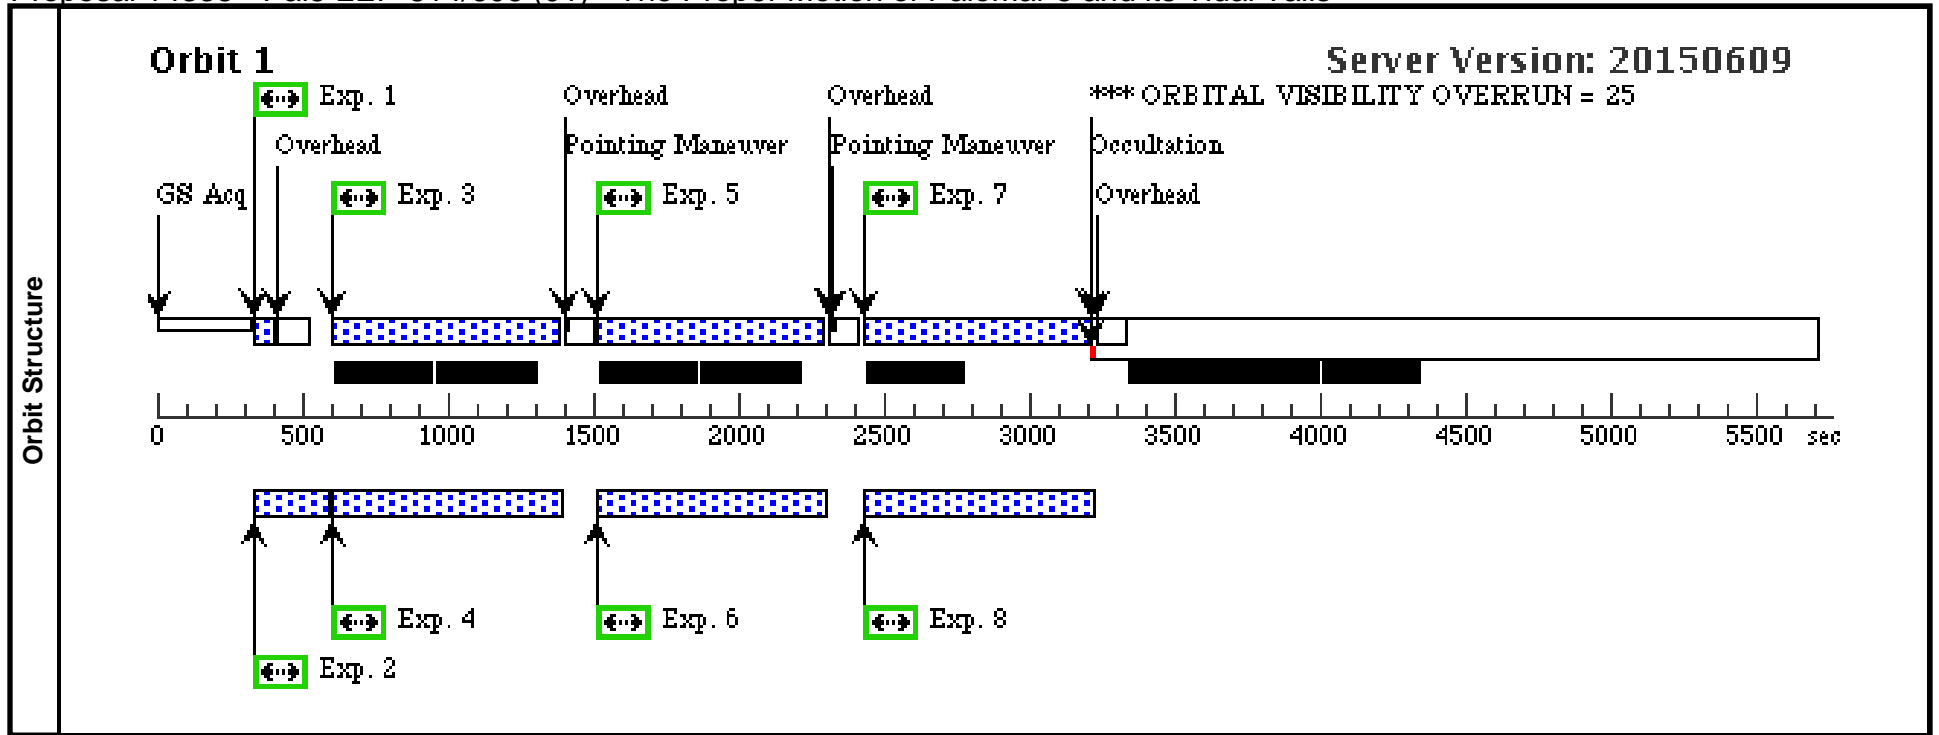 Orbit 1
Server Version: 20150609
Exp. 1
Overhead
Overhead
**** ORBITAL VISIBILITY OVERRUN = 25
Overhead
Pointing Maneuver
Pointing Maneuver
Occultation
GS Acq
Exp. 3
Exp. 5
Exp. 7
Overhead
Orbit Structure
0 500 1000 1500 2000 2500 3000 3500 4000 4500 5000 5500 sec
Exp. 4
Exp. 6
Exp. 8
Exp. 2